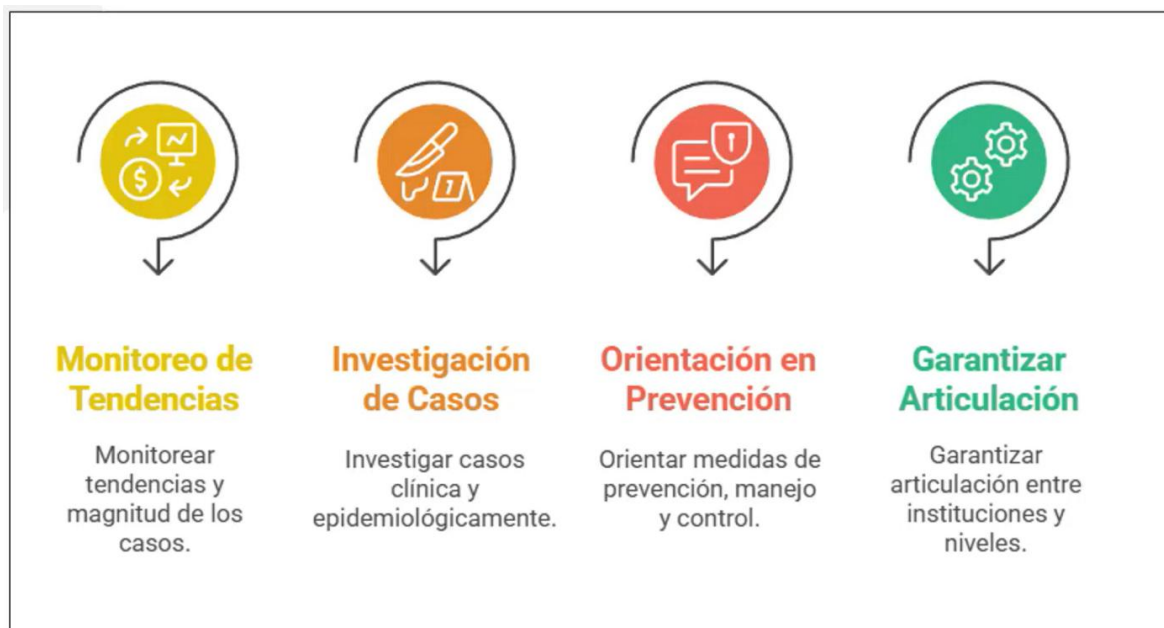 Monitoreo de
Tendencias
Monitorear
tendencias y
magnitud de los
casos.
Investigación
de Casos
Investigar casos
clínica y
epidemiológicamente.
Orientación en
Prevención
Orientar medidas de
prevención, manejo
y control.
Garantizar
Articulación
Garantizar
articulación entre
instituciones y
niveles.